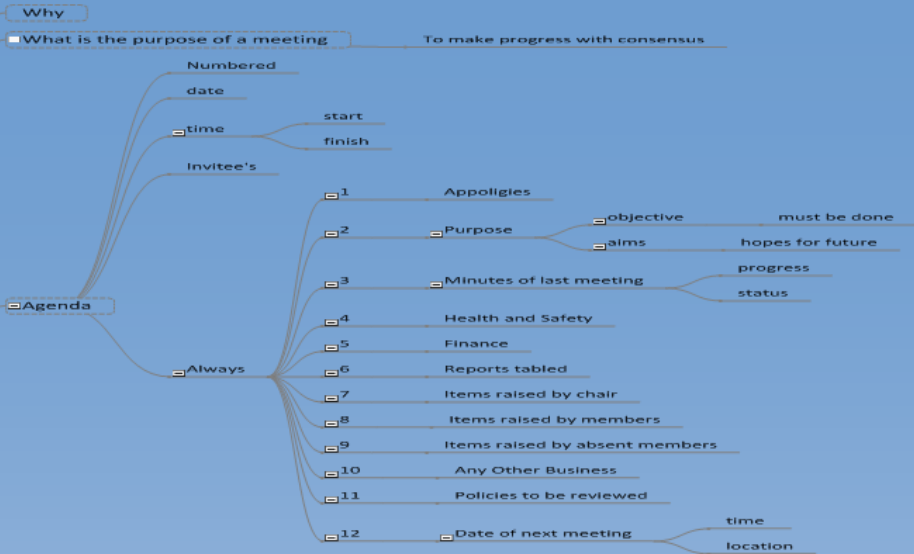 Why
What is the purpose of a meeting
To make progress with consensus
Numbered
date
time
start
finish
Invitee's
Agenda
Always
1 Appoligies
2 Purpose
objective must be done
aims hopes for future
3 Minutes of last meeting
progress
status
4 Health and Safety
5 Finance
6 Reports tabled
7 Items raised by chair
8 Items raised by members
9 Items raised by absent members
10 Any Other Business
11 Policies to be reviewed
12 Date of next meeting
time
location